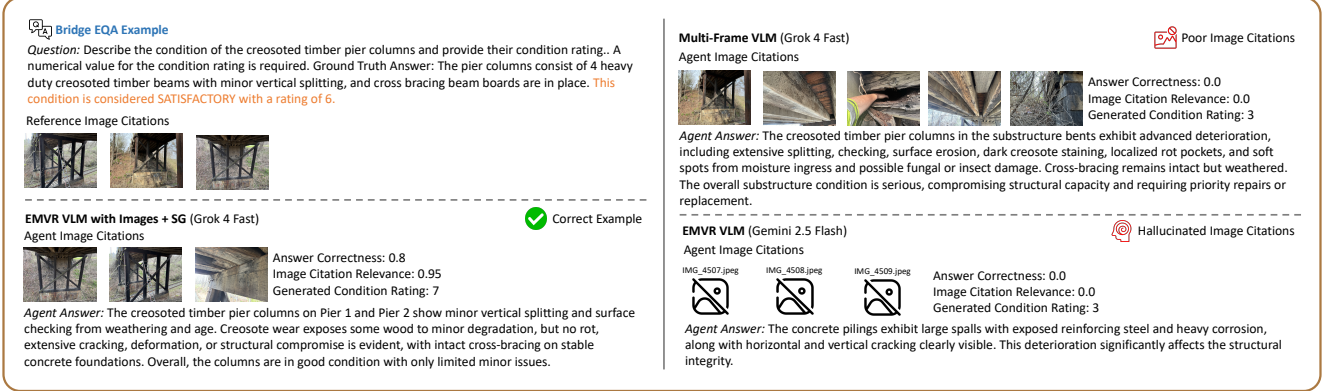 Bridge EQA Example
Question: Describe the condition of the creosoted timber pier columns and provide their condition rating.. A
numerical value for the condition rating is required. Ground Truth Answer: The pier columns consist of 4 heavy
duty creosoted timber beams with minor vertical splitting, and cross bracing beam boards are in place. This
condition is considered SATISFACTORY with a rating of 6.
Reference Image Citations
EMVR VLM with Images + SG (Grok 4 Fast)
Correct Example
Agent Image Citations
Answer Correctness: 0.8
Image Citation Relevance: 0.95
Generated Condition Rating: 7
Agent Answer: The creosoted timber pier columns on Pier 1 and Pier 2 show minor vertical splitting and surface
checking from weathering and age. Creosote wear exposes some wood to minor degradation, but no rot,
extensive cracking, deformation, or structural compromise is evident, with intact cross-bracing on stable
concrete foundations. Overall, the columns are in good condition with only limited minor issues.
Multi-Frame VLM (Grok 4 Fast)
Poor Image Citations
Agent Image Citations
Answer Correctness: 0.0
Image Citation Relevance: 0.0
Generated Condition Rating: 3
Agent Answer: The creosoted timber pier columns in the substructure bents exhibit advanced deterioration,
including extensive splitting, checking, surface erosion, dark creosote staining, localized rot pockets, and soft
spots from moisture ingress and possible fungal or insect damage. Cross-bracing remains intact but weathered.
The overall substructure condition is serious, compromising structural capacity and requiring priority repairs or
replacement.
EMVR VLM (Gemini 2.5 Flash)
Hallucinated Image Citations
Agent Image Citations
IMG_4507.jpeg
IMG_4508.jpeg
IMG_4509.jpeg
Answer Correctness: 0.0
Image Citation Relevance: 0.0
Generated Condition Rating: 3
Agent Answer: The concrete pilings exhibit large spalls with exposed reinforcing steel and heavy corrosion,
along with horizontal and vertical cracking clearly visible. This deterioration significantly affects the structural
integrity.